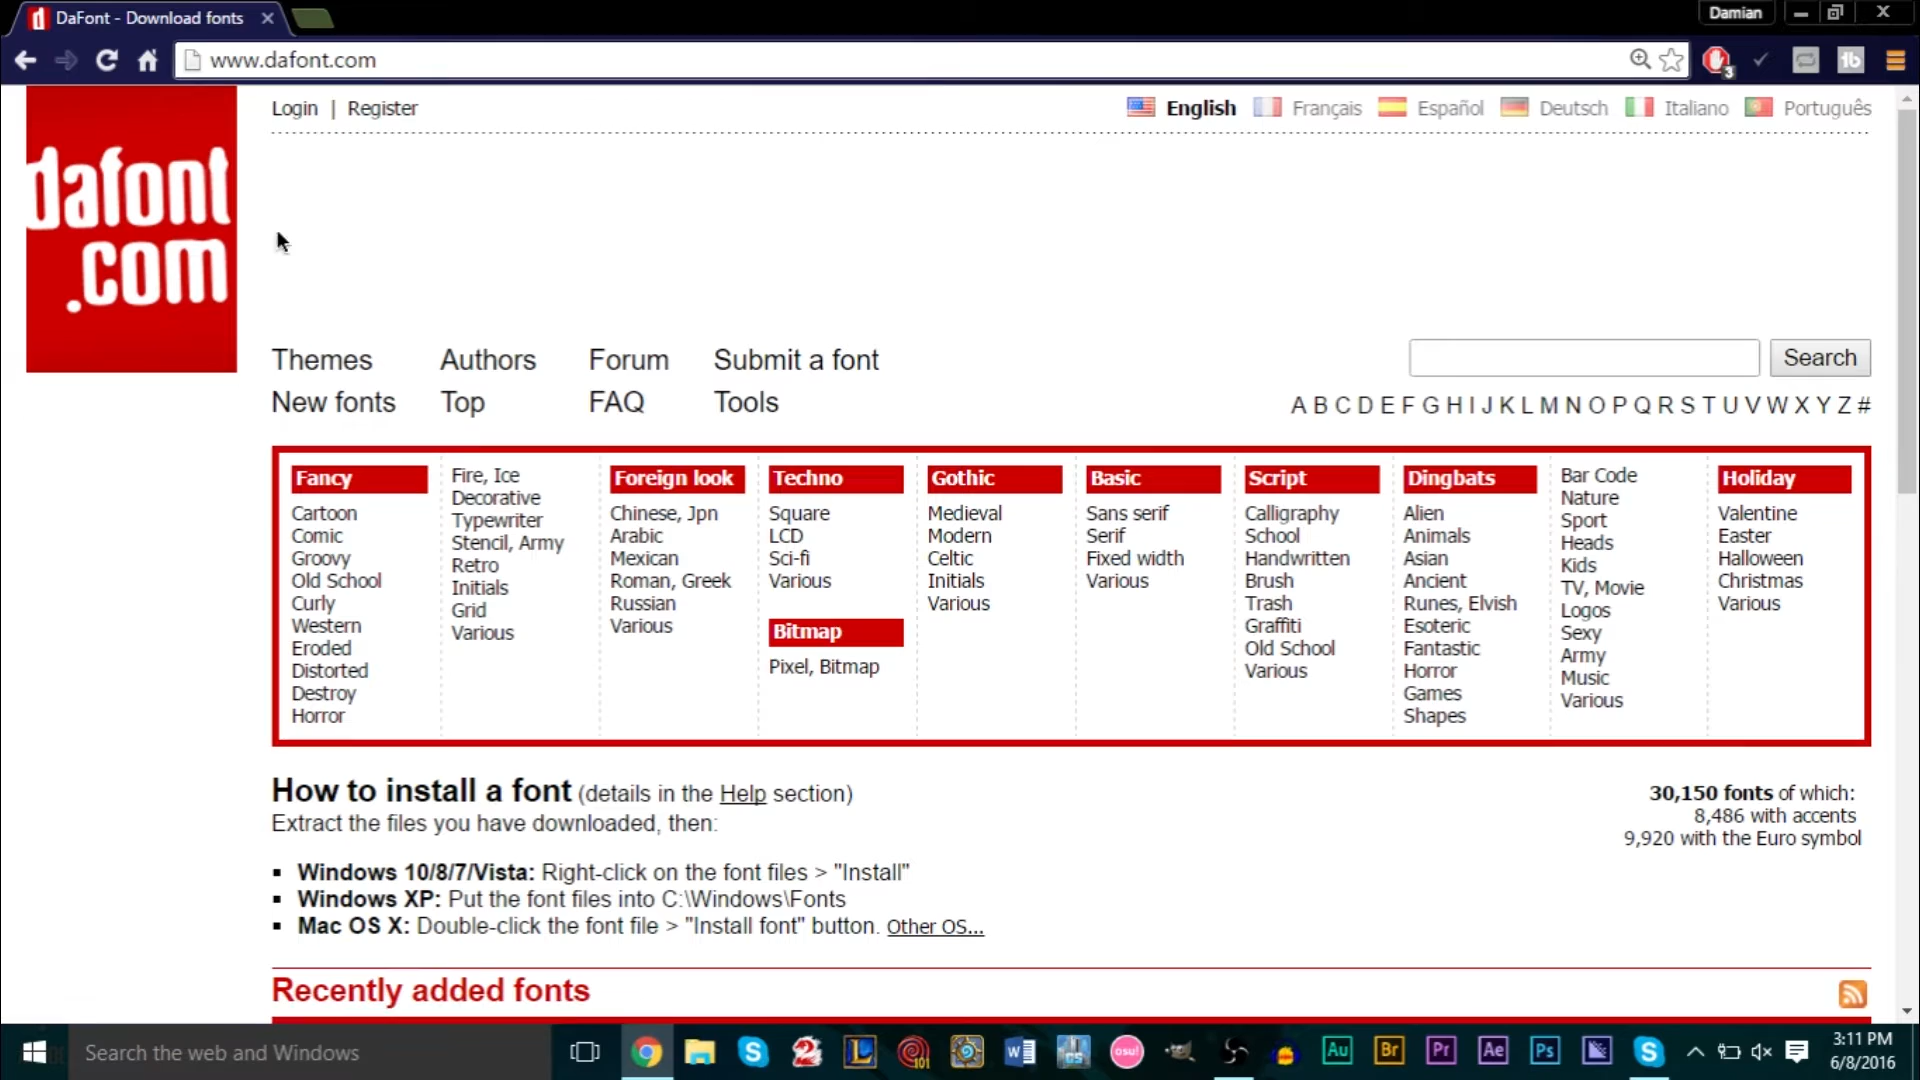 DaFont - Download fonts
Damian
www.dafont.com
3
dafont
.com
Login | Register
English Français Español Deutsch Italiano Português
Themes Authors Forum Submit a font
Search
New fonts Top FAQ Tools
A B C D E F G H I J K L M N O P Q R S T U V W X Y Z #
Fancy
Cartoon
Comic
Groovy
Old School
Curly
Western
Eroded
Distorted
Destroy
Horror
Fire, Ice
Decorative
Typewriter
Stencil, Army
Retro
Initials
Grid
Various
Foreign look
Chinese, Jpn
Arabic
Mexican
Roman, Greek
Russian
Various
Techno
Square
LCD
Sci-fi
Various
Bitmap
Pixel, Bitmap
Gothic
Medieval
Modern
Celtic
Initials
Various
Basic
Sans serif
Serif
Fixed width
Various
Script
Calligraphy
School
Handwritten
Brush
Trash
Graffiti
Old School
Various
Dingbats
Alien
Animals
Asian
Ancient
Runes, Elvish
Esoteric
Fantastic
Horror
Games
Shapes
Bar Code
Nature
Sport
Heads
Kids
TV, Movie
Logos
Sexy
Army
Music
Various
Holiday
Valentine
Easter
Halloween
Christmas
Various
How to install a font (details in the Help section)
Extract the files you have downloaded, then:
Windows 10/8/7/Vista: Right-click on the font files > "Install"
Windows XP: Put the font files into C:\Windows\Fonts
Mac OS X: Double-click the font file > "Install font" button. Other OS...
30,150 fonts of which:
8,486 with accents
9,920 with the Euro symbol
Recently added fonts
Search the web and Windows
osu!
Au Br Pr Ae Ps
3:11 PM
6/8/2016